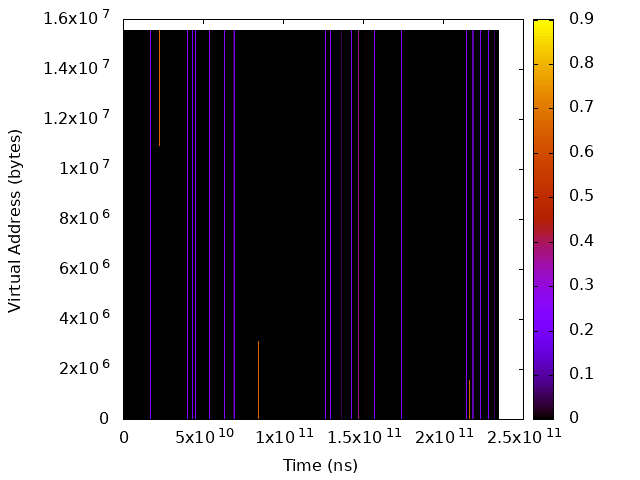 1.6x10^7
1.4x10^7
1.2x10^7
1x10^7
8x10^6
6x10^6
4x10^6
2x10^6
0
Virtual Address (bytes)
0 5x10^10 1x10^11 1.5x10^11 2x10^11 2.5x10^11
Time (ns)
0.9
0.8
0.7
0.6
0.5
0.4
0.3
0.2
0.1
0